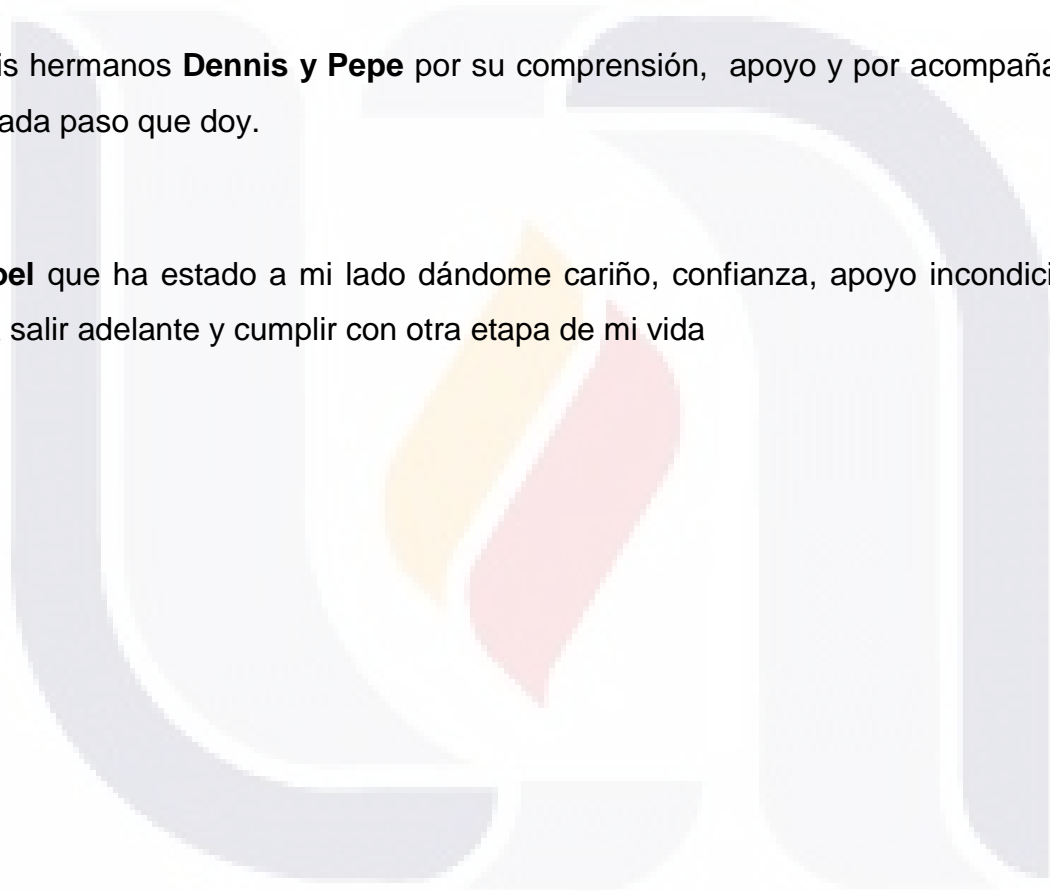 is hermanos Dennis y Pepe por su comprensión, apoyo y por acompaña
ada paso que doy.
oel que ha estado a mi lado dándome cariño, confianza, apoyo incondici
salir adelante y cumplir con otra etapa de mi vida